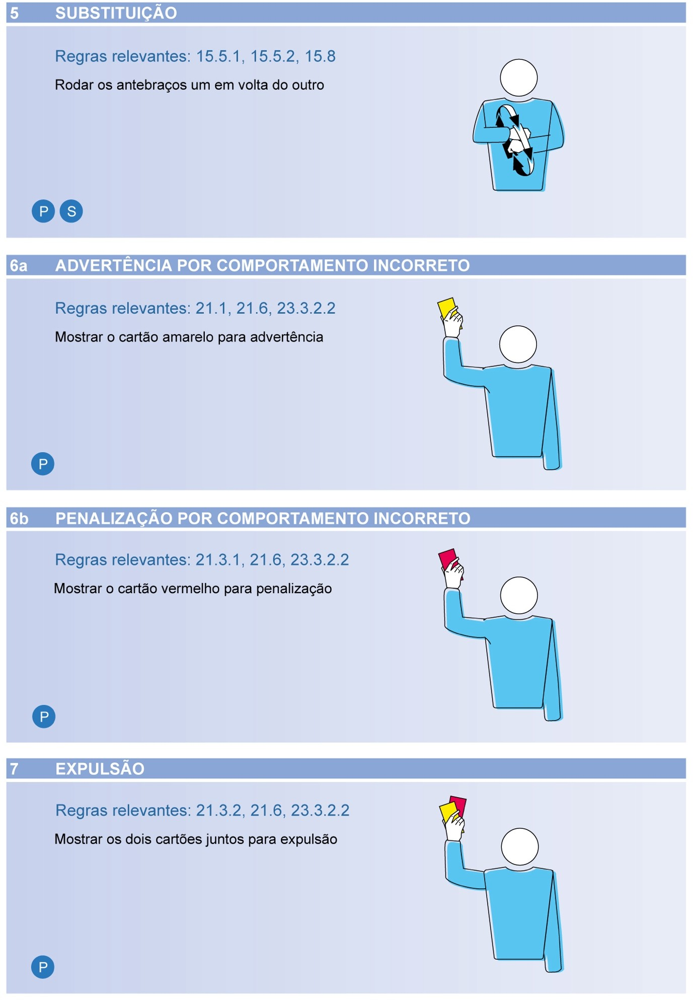 5 SUBSTITUIÇÃO
Regras relevantes: 15.5.1, 15.5.2, 15.8
Rodar os antebraços um em volta do outro
P S
6a ADVERTÊNCIA POR COMPORTAMENTO INCORRETO
Regras relevantes: 21.1, 21.6, 23.3.2.2
Mostrar o cartão amarelo para advertência
P
6b PENALIZAÇÃO POR COMPORTAMENTO INCORRETO
Regras relevantes: 21.3.1, 21.6, 23.3.2.2
Mostrar o cartão vermelho para penalização
P
7 EXPULSÃO
Regras relevantes: 21.3.2, 21.6, 23.3.2.2
Mostrar os dois cartões juntos para expulsão
P